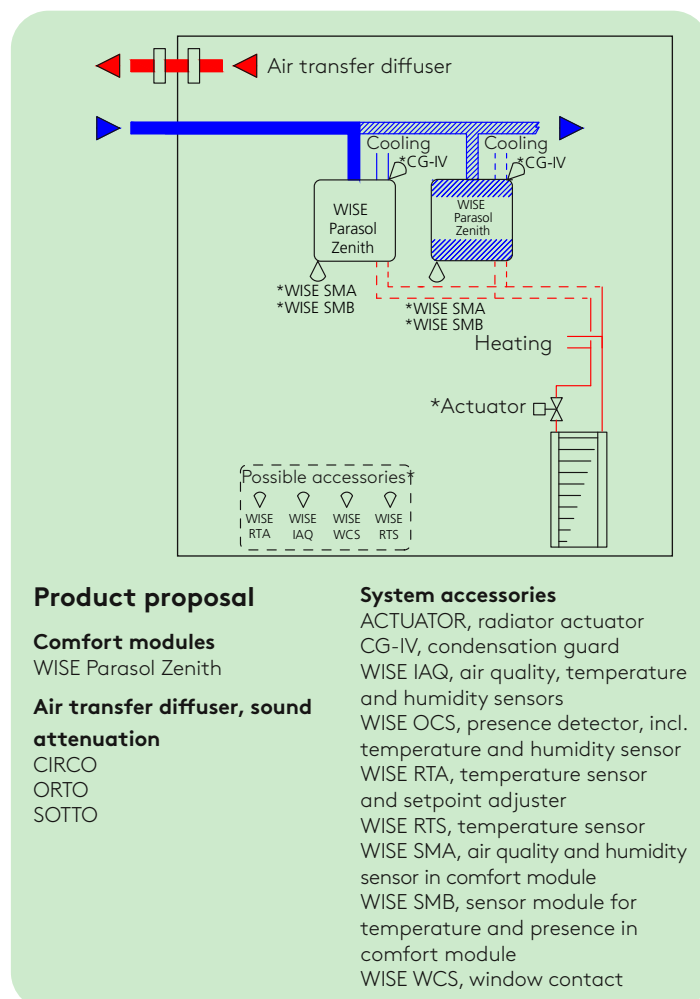 Air transfer diffuser
Cooling
*CG-IV
Cooling
*CG-IV
WISE
Parasol
Zenith
WISE
Parasol
Zenith
*WISE SMA
*WISE SMB
*WISE SMA
*WISE SMB
Heating
*Actuator
Possible accessories*
WISE
RTA
WISE
IAQ
WISE
WCS
WISE
RTS
Product proposal
Comfort modules
WISE Parasol Zenith
Air transfer diffuser, sound
attenuation
CIRCO
ORTO
SOTTO
System accessories
ACTUATOR, radiator actuator
CG-IV, condensation guard
WISE IAQ, air quality, temperature
and humidity sensors
WISE OCS, presence detector, incl.
temperature and humidity sensor
WISE RTA, temperature sensor
and setpoint adjuster
WISE RTS, temperature sensor
WISE SMA, air quality and humidity
sensor in comfort module
WISE SMB, sensor module for
temperature and presence in
comfort module
WISE WCS, window contact